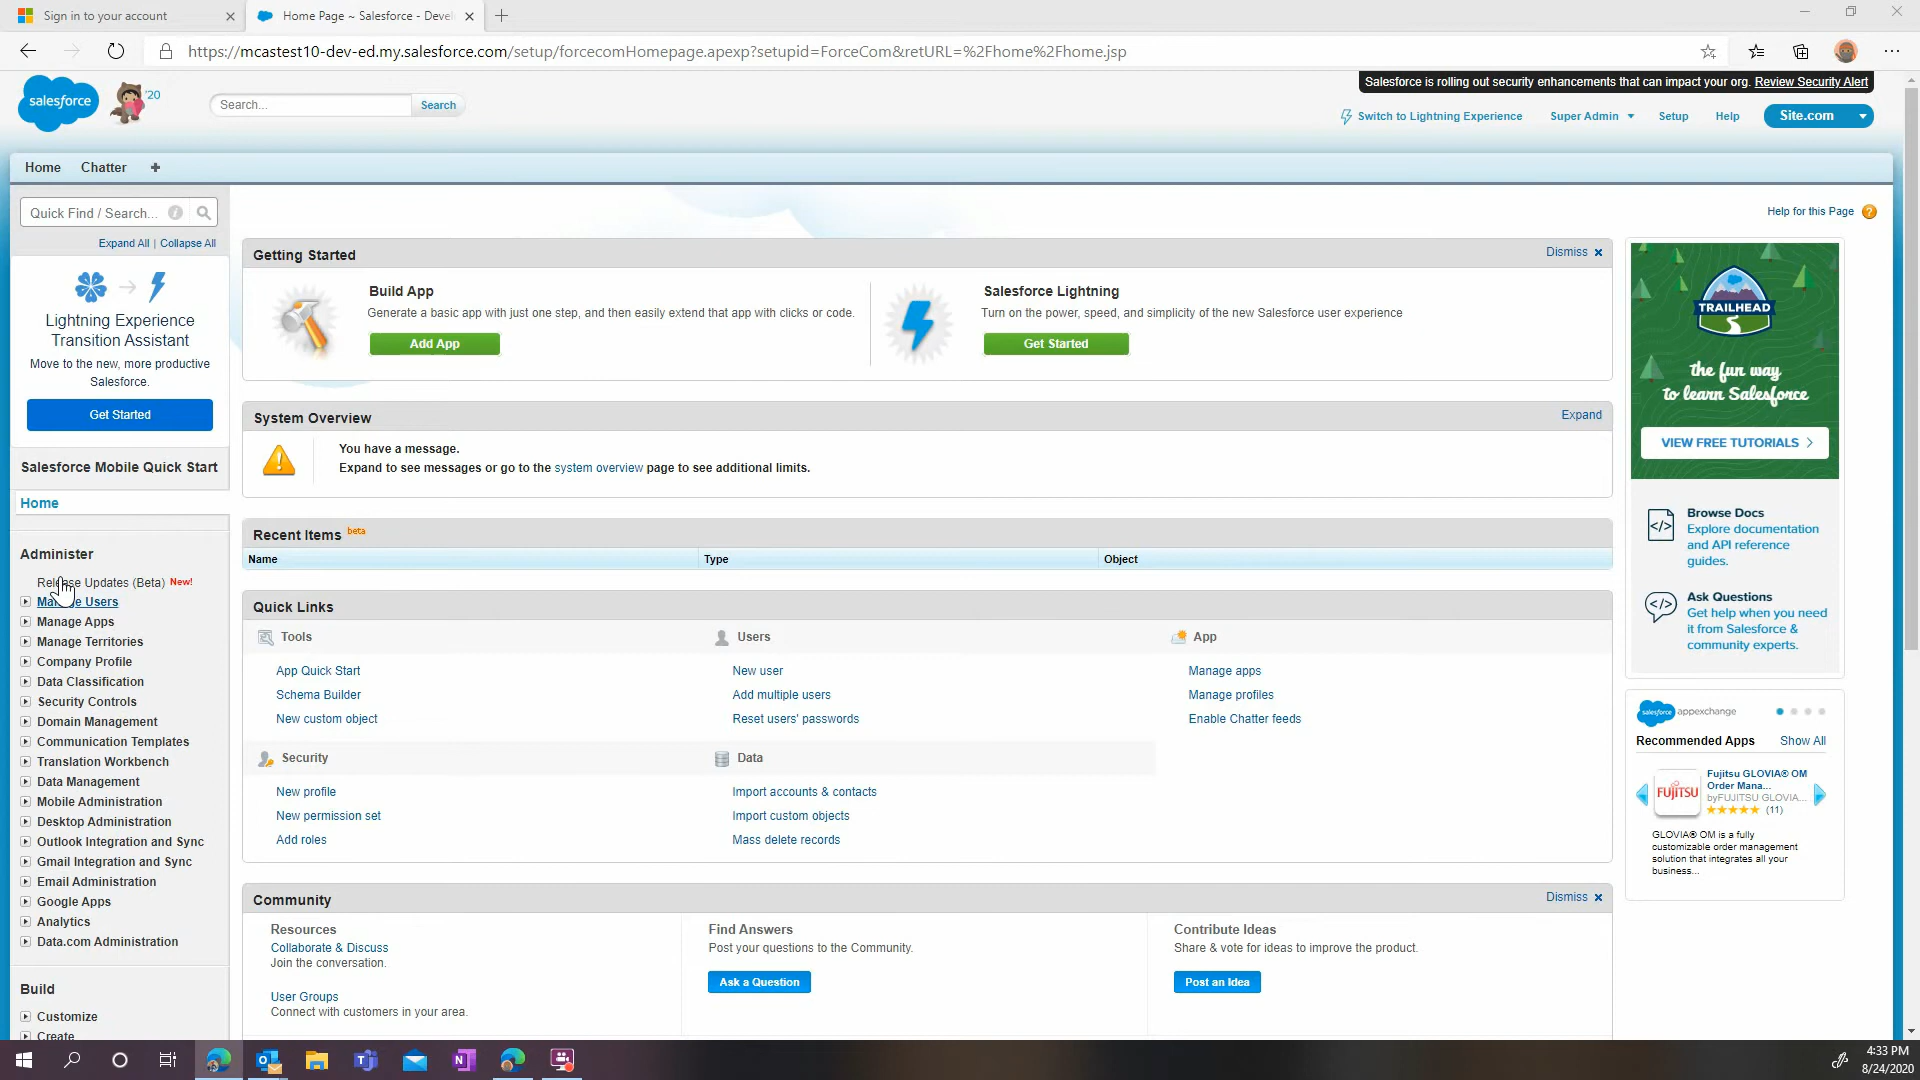 Sign in to your account
Home Page ~ Salesforce - Devel
https://mcastest10-dev-ed.my.salesforce.com/setup/forcecomHomepage.apexp?setupid=ForceCom&retURL=%2Fhome%2Fhome.jsp
Salesforce is rolling out security enhancements that can impact your org. Review Security Alert
salesforce
'20
Search...
Search
Switch to Lightning Experience
Super Admin
Setup
Help
Site.com
Home
Chatter
+
Quick Find / Search...
Expand All | Collapse All
Lightning Experience
Transition Assistant
Move to the new, more productive
Salesforce.
Get Started
Salesforce Mobile Quick Start
Home
Administer
Release Updates (Beta) New!
Manage Users
Manage Apps
Manage Territories
Company Profile
Data Classification
Security Controls
Domain Management
Communication Templates
Translation Workbench
Data Management
Mobile Administration
Desktop Administration
Outlook Integration and Sync
Gmail Integration and Sync
Email Administration
Google Apps
Analytics
Data.com Administration
Build
Customize
Create
Help for this Page
Getting Started
Dismiss
Build App
Generate a basic app with just one step, and then easily extend that app with clicks or code.
Add App
Salesforce Lightning
Turn on the power, speed, and simplicity of the new Salesforce user experience
Get Started
System Overview
Expand
You have a message.
Expand to see messages or go to the system overview page to see additional limits.
Recent Items beta
Name
Type
Object
Quick Links
Tools
App Quick Start
Schema Builder
New custom object
Users
New user
Add multiple users
Reset users' passwords
App
Manage apps
Manage profiles
Enable Chatter feeds
Security
New profile
New permission set
Add roles
Data
Import accounts & contacts
Import custom objects
Mass delete records
Community
Dismiss
Resources
Collaborate & Discuss
Join the conversation.
User Groups
Connect with customers in your area.
Find Answers
Post your questions to the Community.
Ask a Question
Contribute Ideas
Share & vote for ideas to improve the product.
Post an Idea
TRAILHEAD
the fun way
to learn Salesforce
VIEW FREE TUTORIALS
Browse Docs
Explore documentation
and API reference
guides.
Ask Questions
Get help when you need
it from Salesforce &
community experts.
salesforce appexchange
Recommended Apps
Show All
FUJITSU
Fujitsu GLOVIA® OM
Order Mana...
byFUJITSU GLOVIA...
(11)
GLOVIA® OM is a fully
customizable order management
solution that integrates all your
business...
4:33 PM
8/24/2020